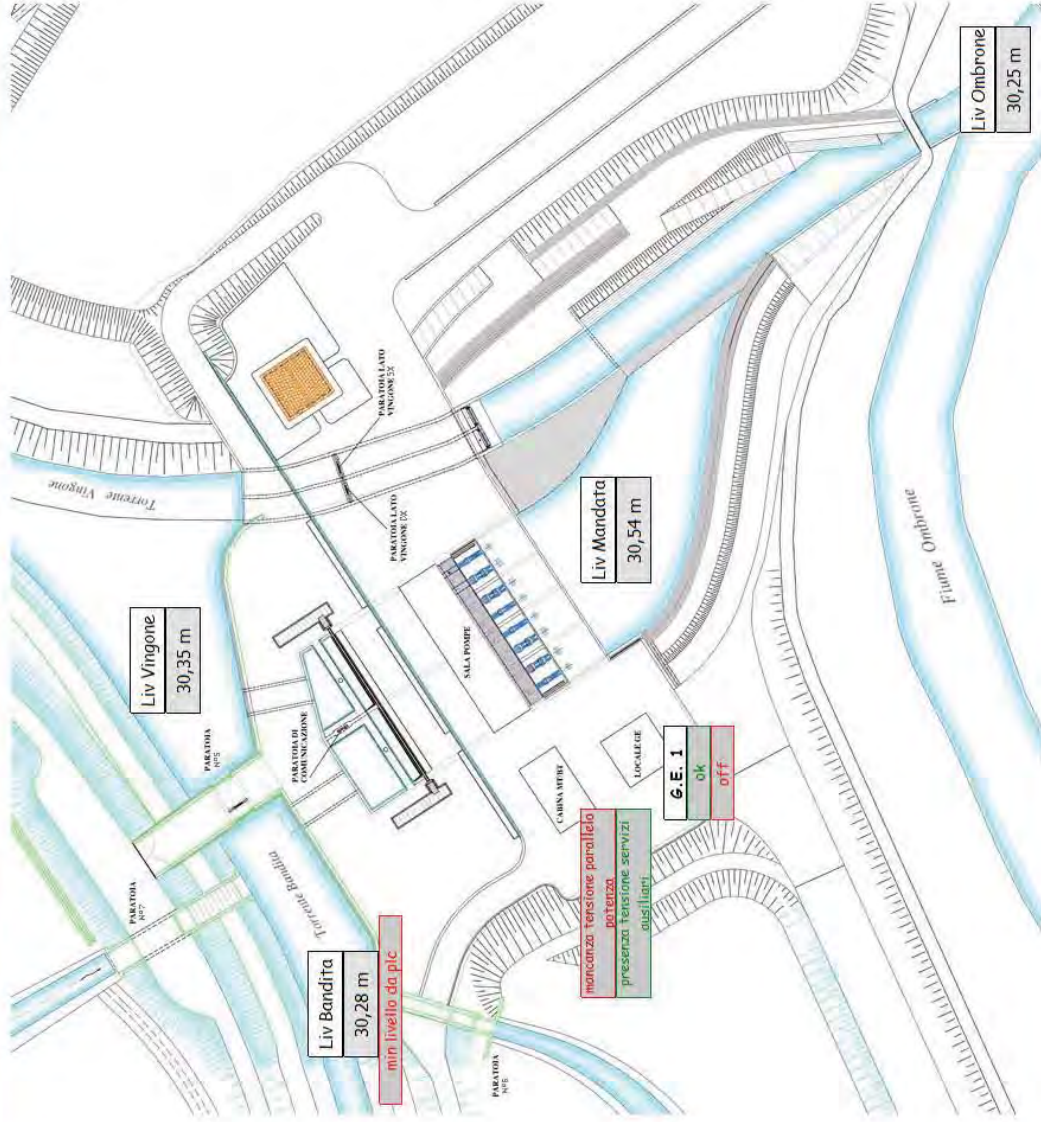 Torrente Vingone
Liv Vingone
30,35 m
PARATOIA
N°5
PARATOIA
N°7
Torrente Bandita
Liv Bandita
30,28 m
min livello da plc
PARATOIA
N°6
PARATOIA DI
COMUNICAZIONE
PARATOIA LATO
VINGONE SX
PARATOIA LATO
VINGONE DX
SALA POMPE
Liv Mandata
30,54 m
CABINA MT/BT
LOCALE GE
G.E. 1
ok
off
mancanza tensione parallelo
potenza
presenza tensione servizi
ausiliari
Fiume Ombrone
Liv Ombrone
30,25 m